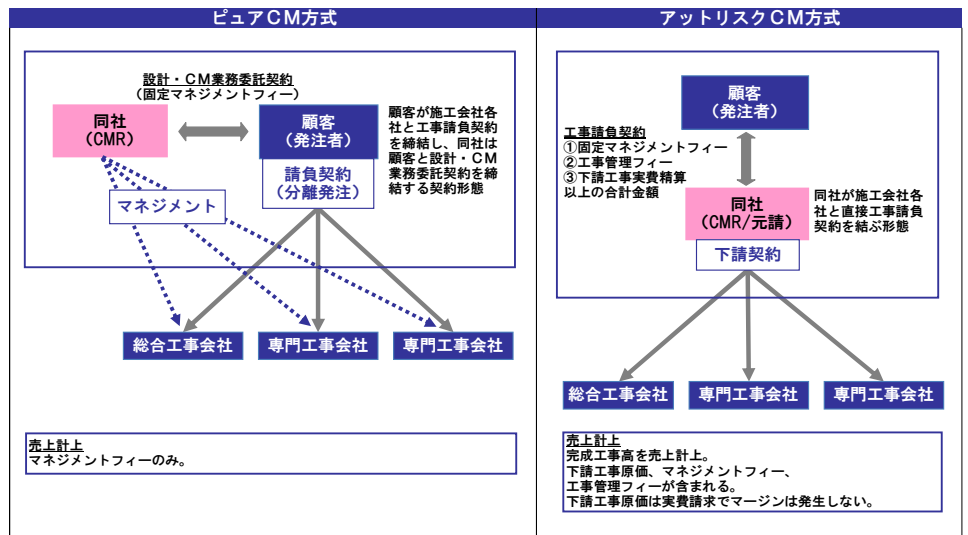 ピュアCM方式
設計・CM業務委託契約
(固定マネジメントフィー)
同社
(CMR)
顧客
(発注者)
請負契約
(分離発注)
顧客が施工会社各
社と工事請負契約
を締結し、同社は
顧客と設計・CM
業務委託契約を締
結する契約形態
マネジメント
総合工事会社
専門工事会社
専門工事会社
売上計上
マネジメントフィーのみ。
アットリスクCM方式
顧客
(発注者)
工事請負契約
①固定マネジメントフィー
②工事管理フィー
③下請工事実費精算
以上の合計金額
同社
(CMR/元請)
下請契約
同社が施工会社各
社と直接工事請負
契約を結ぶ形態
総合工事会社
専門工事会社
専門工事会社
売上計上
完成工事高を売上計上。
下請工事原価、マネジメントフィー、
工事管理フィーが含まれる。
下請工事原価は実費請求でマージンは発生しない。